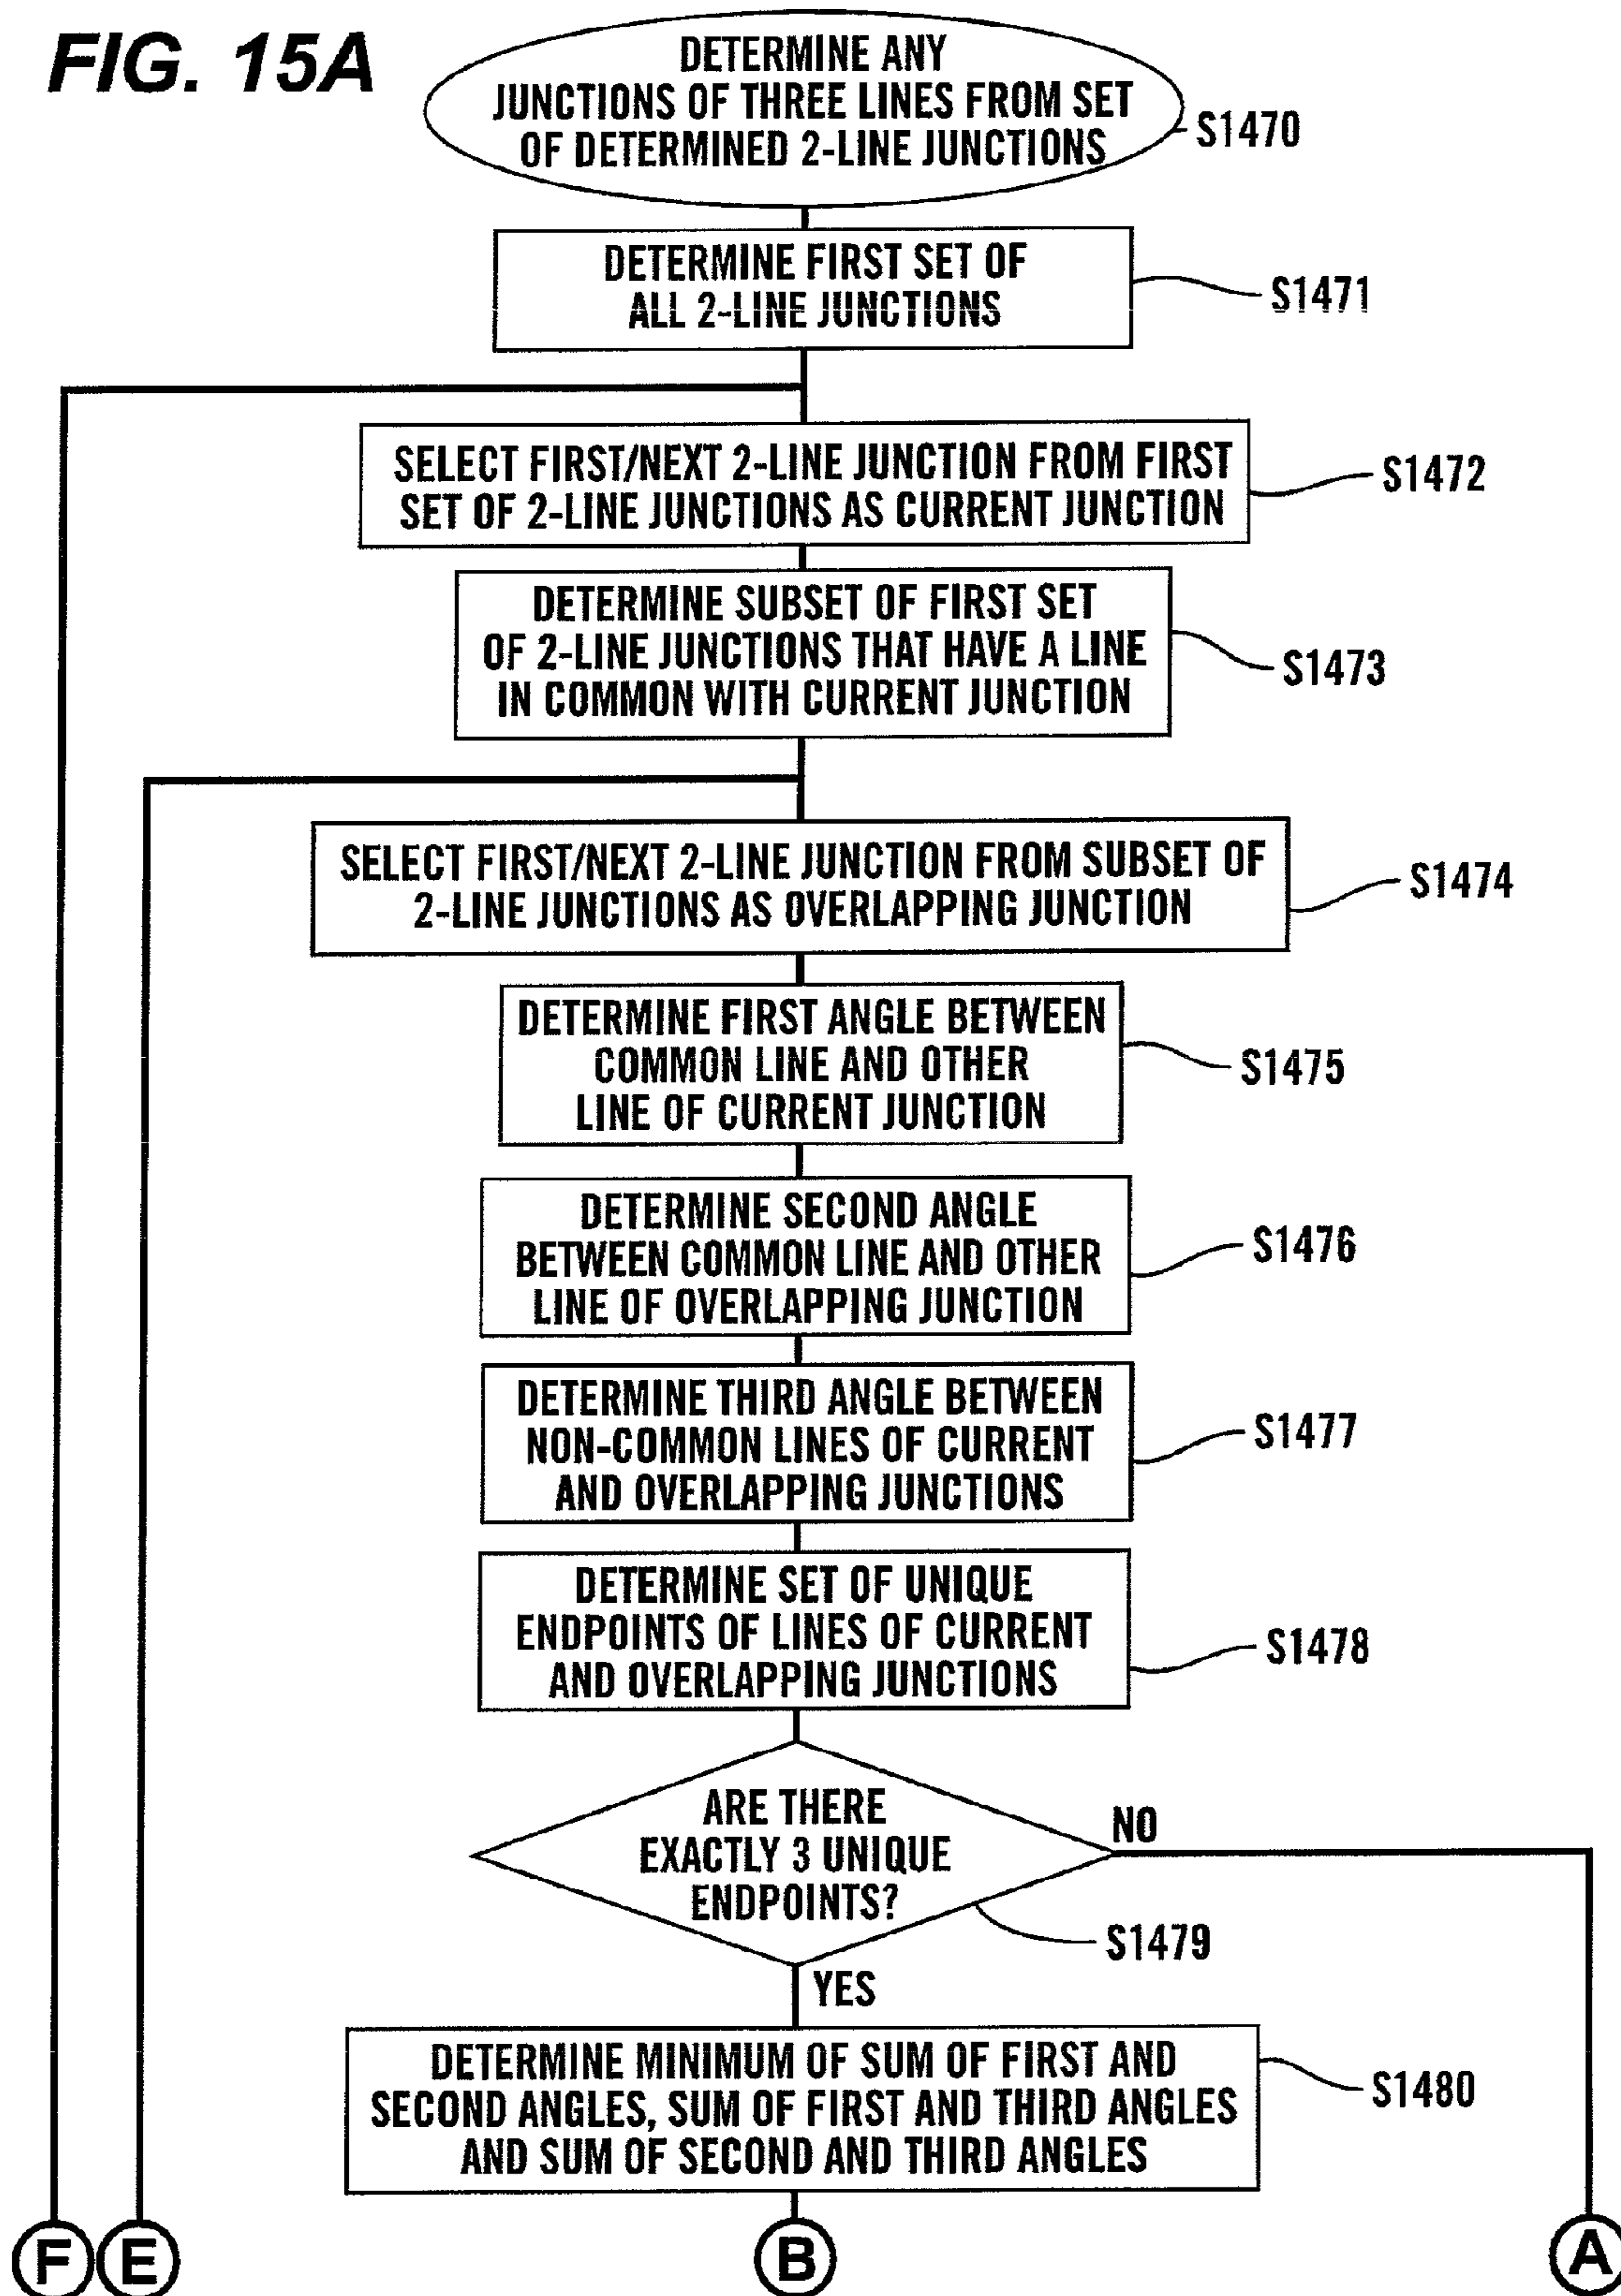 FIG. 15A
DETERMINE ANY
JUNCTIONS OF THREE LINES FROM SET
OF DETERMINED 2-LINE JUNCTIONS
S1470
DETERMINE FIRST SET OF
ALL 2-LINE JUNCTIONS
S1471
SELECT FIRST/NEXT 2-LINE JUNCTION FROM FIRST
SET OF 2-LINE JUNCTIONS AS CURRENT JUNCTION
S1472
DETERMINE SUBSET OF FIRST SET
OF 2-LINE JUNCTIONS THAT HAVE A LINE
IN COMMON WITH CURRENT JUNCTION
S1473
SELECT FIRST/NEXT 2-LINE JUNCTION FROM SUBSET OF
2-LINE JUNCTIONS AS OVERLAPPING JUNCTION
S1474
DETERMINE FIRST ANGLE BETWEEN
COMMON LINE AND OTHER
LINE OF CURRENT JUNCTION
S1475
DETERMINE SECOND ANGLE
BETWEEN COMMON LINE AND OTHER
LINE OF OVERLAPPING JUNCTION
S1476
DETERMINE THIRD ANGLE BETWEEN
NON-COMMON LINES OF CURRENT
AND OVERLAPPING JUNCTIONS
S1477
DETERMINE SET OF UNIQUE
ENDPOINTS OF LINES OF CURRENT
AND OVERLAPPING JUNCTIONS
S1478
ARE THERE
EXACTLY 3 UNIQUE
ENDPOINTS?
NO
S1479
YES
DETERMINE MINIMUM OF SUM OF FIRST AND
SECOND ANGLES, SUM OF FIRST AND THIRD ANGLES
AND SUM OF SECOND AND THIRD ANGLES
S1480
F E B A